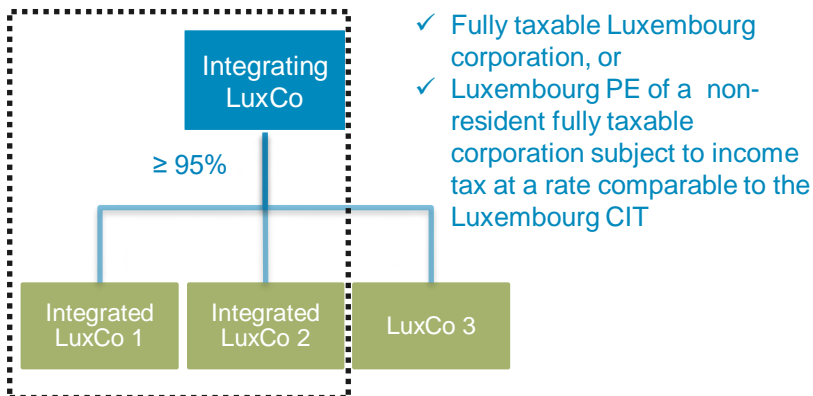 Integrating
LuxCo
≥ 95%
Integrated
LuxCo 1
Integrated
LuxCo 2
LuxCo 3
✓ Fully taxable Luxembourg
corporation, or
✓ Luxembourg PE of a non-
resident fully taxable
corporation subject to income
tax at a rate comparable to the
Luxembourg CIT